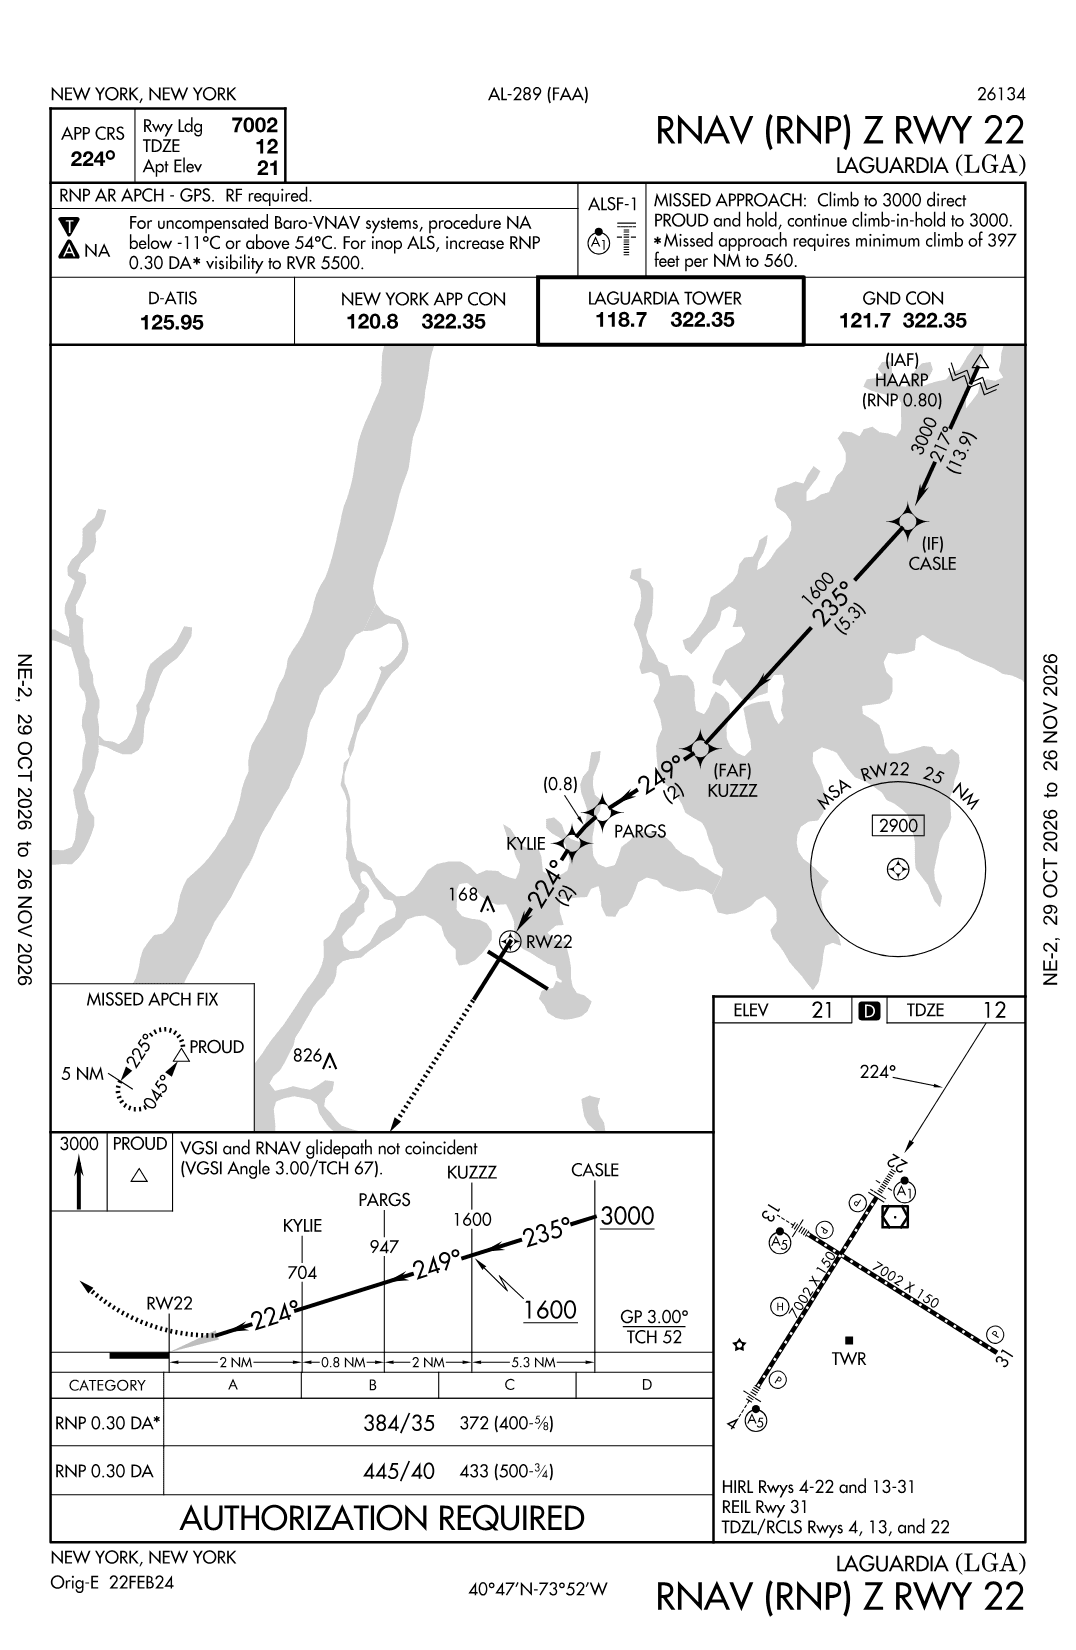 NEW YORK, NEW YORK
AL-289 (FAA)
26134
APP CRS
224°
Rwy Ldg 7002
TDZE 12
Apt Elev 21
RNAV (RNP) Z RWY 22
LAGUARDIA (LGA)
RNP AR APCH - GPS. RF required.
T
A NA
For uncompensated Baro-VNAV systems, procedure NA
below -11°C or above 54°C. For inop ALS, increase RNP
0.30 DA* visibility to RVR 5500.
ALSF-1
A1
MISSED APPROACH: Climb to 3000 direct
PROUD and hold, continue climb-in-hold to 3000.
*Missed approach requires minimum climb of 397
feet per NM to 560.
D-ATIS
125.95
NEW YORK APP CON
120.8 322.35
LAGUARDIA TOWER
118.7 322.35
GND CON
121.7 322.35
(IAF)
HAARP
(RNP 0.80)
3000
217°
(13.9)
(IF)
CASLE
1600
235°
(5.3)
(FAF)
KUZZZ
249°
(2)
(0.8)
PARGS
KYLIE
224°
(2)
168
RW22
826
MSA RW22 25 NM
2900
MISSED APCH FIX
PROUD
5 NM
225°
045°
NE-2, 29 OCT 2026 to 26 NOV 2026
NE-2, 29 OCT 2026 to 26 NOV 2026
ELEV 21
D
TDZE 12
224°
22
A1
P
13
P
A5
7002 X 150
7002 X 150
H
P
31
TWR
P
4
A5
HIRL Rwys 4-22 and 13-31
REIL Rwy 31
TDZL/RCLS Rwys 4, 13, and 22
3000
PROUD
VGSI and RNAV glidepath not coincident
(VGSI Angle 3.00/TCH 67).
KUZZZ
CASLE
PARGS
KYLIE
RW22
1600
947
704
3000
235°
249°
224°
1600
GP 3.00°
TCH 52
2 NM
0.8 NM
2 NM
5.3 NM
CATEGORY A B C D
RNP 0.30 DA* 384/35 372 (400-⅝)
RNP 0.30 DA 445/40 433 (500-¾)
AUTHORIZATION REQUIRED
NEW YORK, NEW YORK
Orig-E 22FEB24
40°47'N-73°52'W
LAGUARDIA (LGA)
RNAV (RNP) Z RWY 22